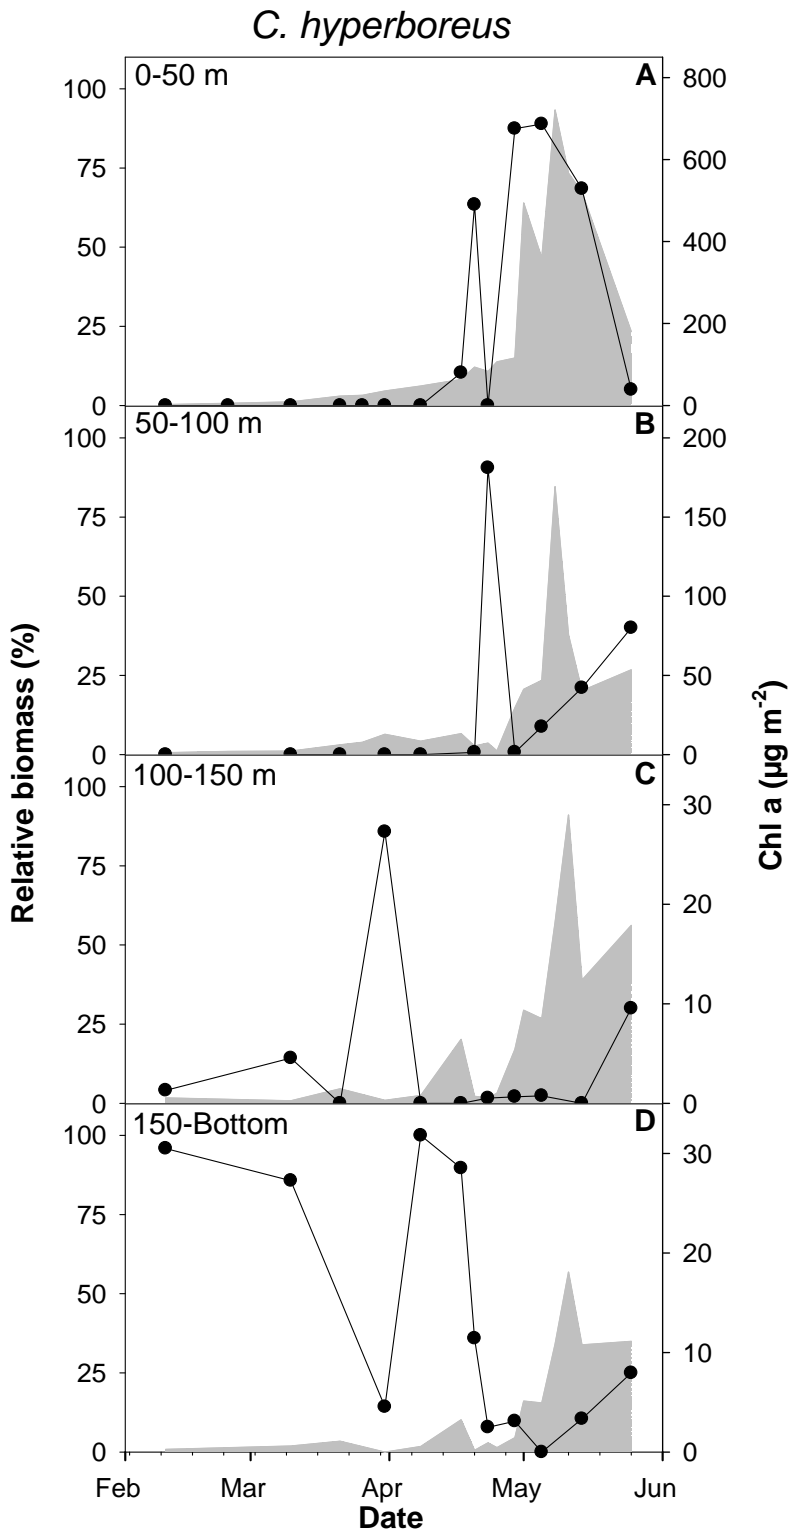 C. hyperboreus
0-50 m
A
100
75
50
25
0
800
600
400
200
0
50-100 m
B
100
75
50
25
0
200
150
100
50
0
100-150 m
C
100
75
50
25
0
30
20
10
0
150-Bottom
D
100
75
50
25
0
30
20
10
0
Relative biomass (%)
Chl a (µg m-2)
Feb Mar Apr May Jun
Date